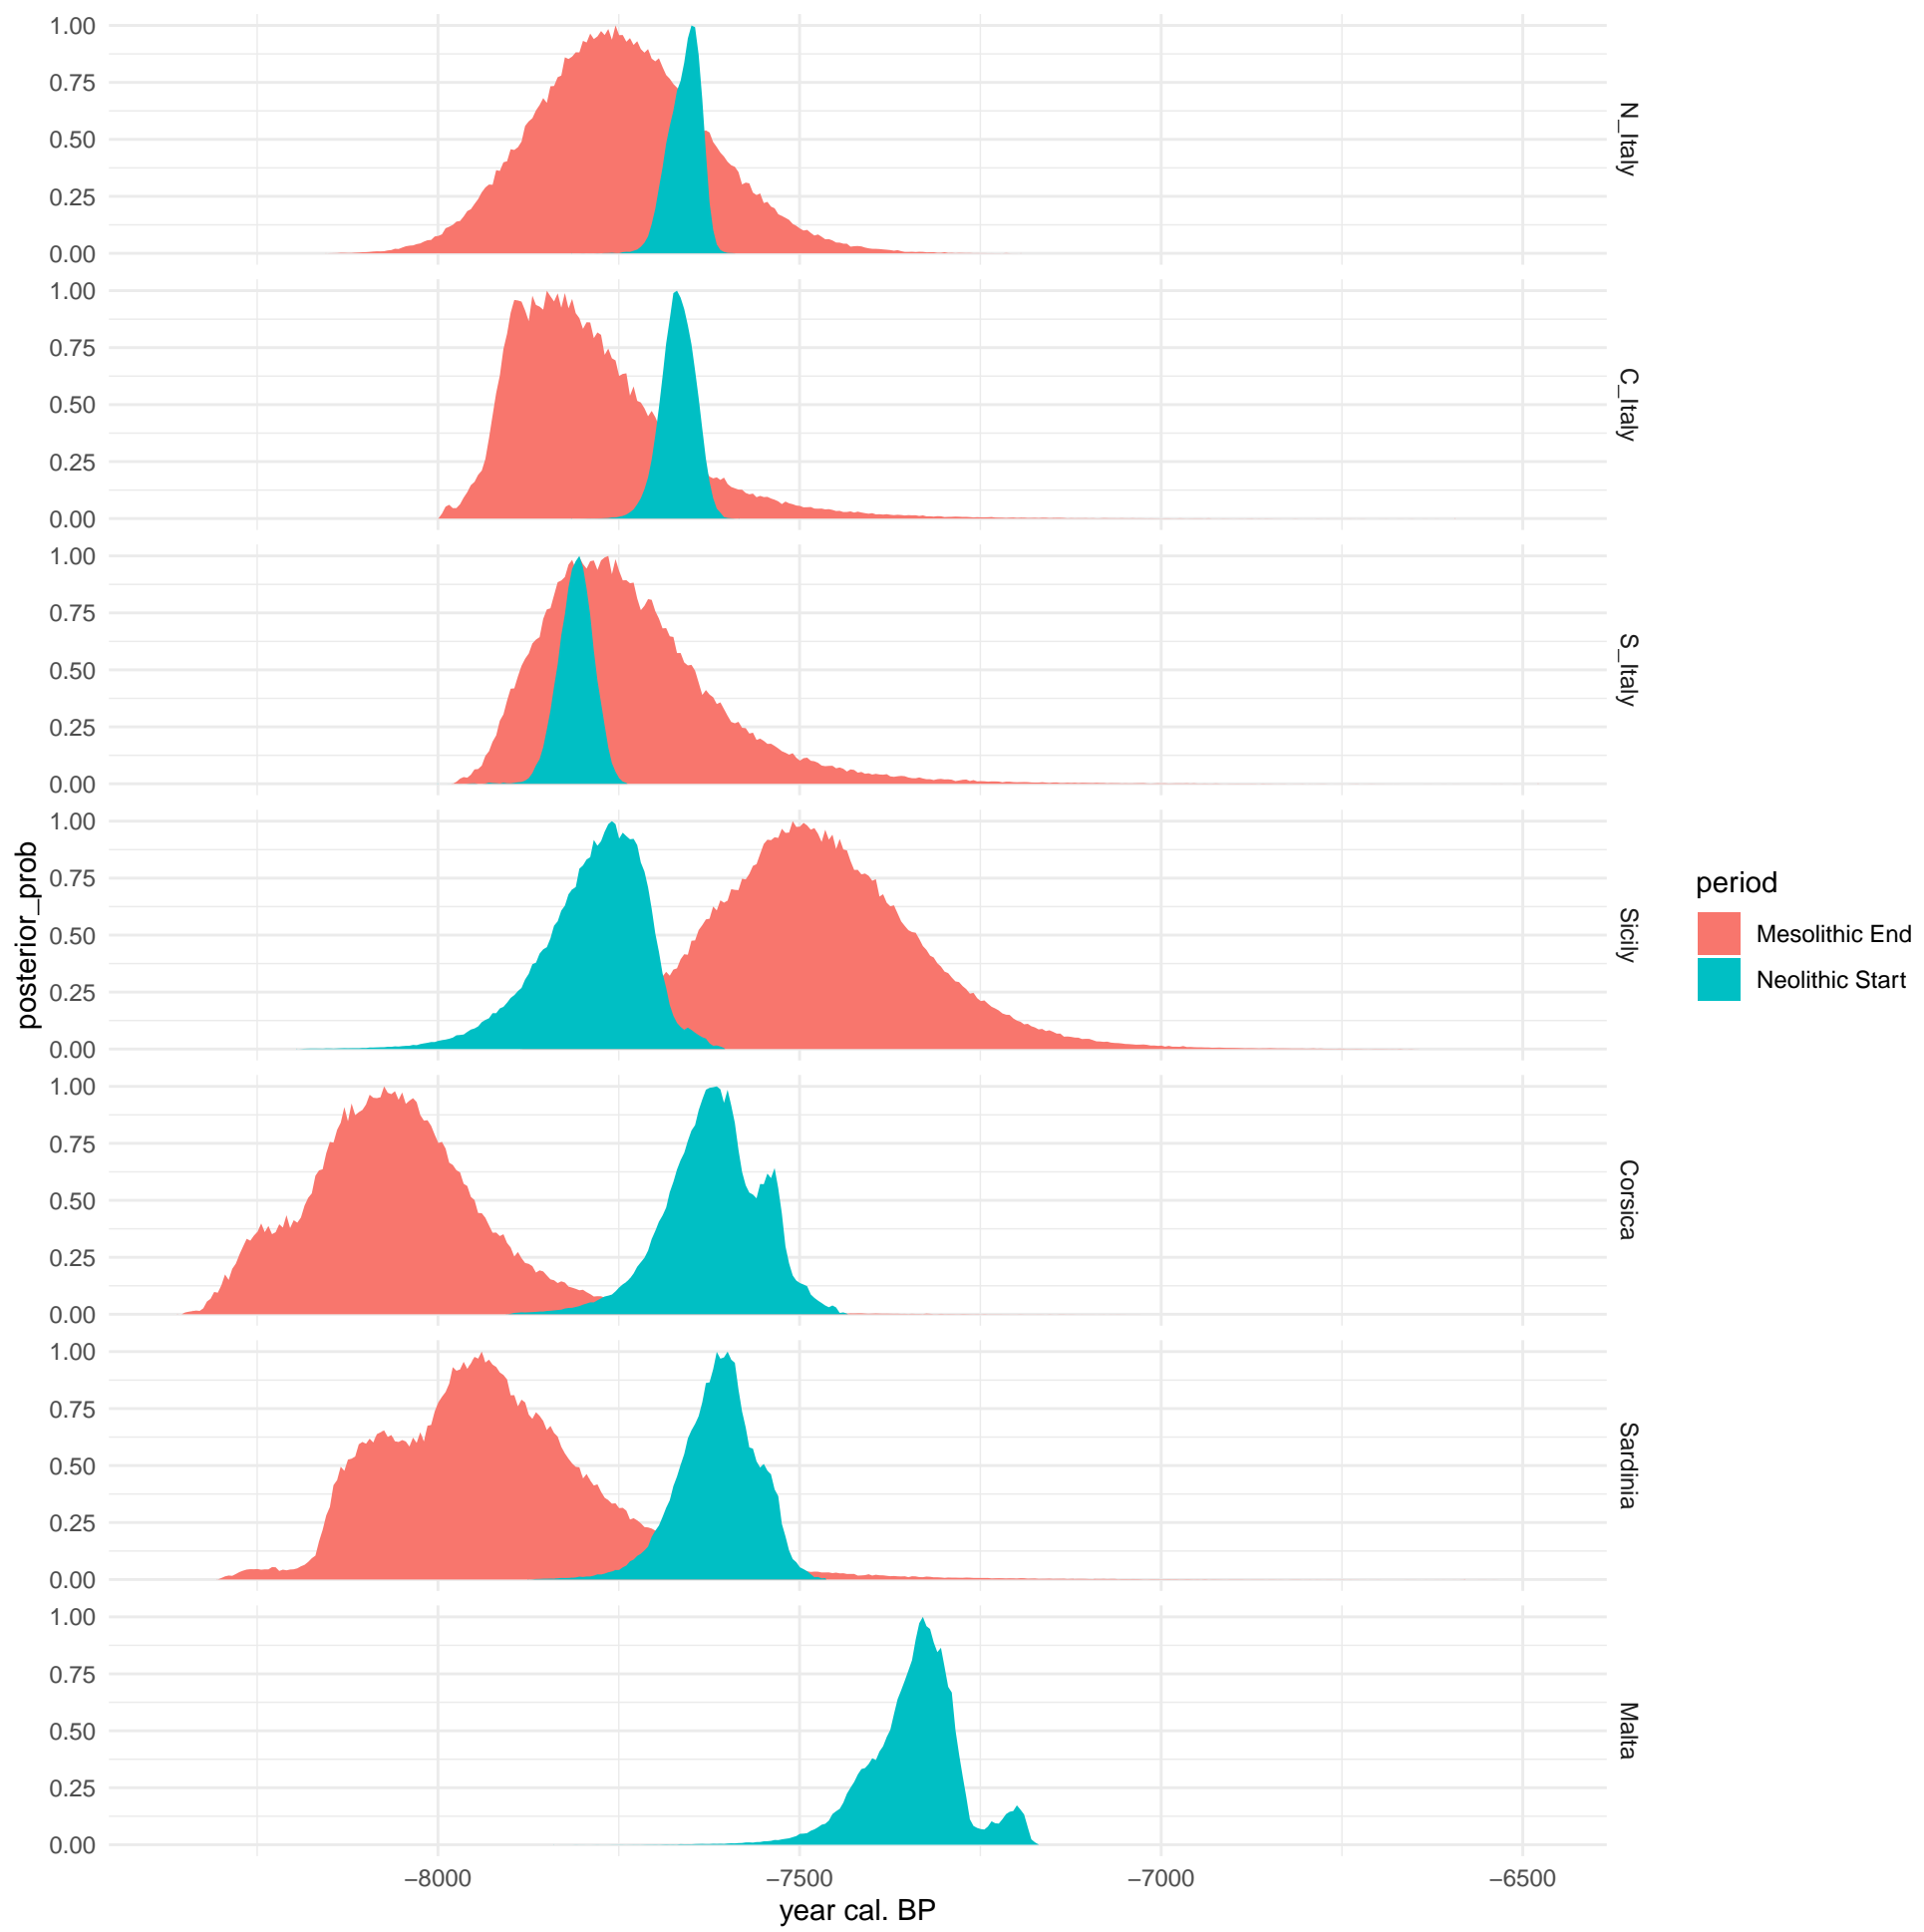 posterior_prob
1.00
0.75
0.50
0.25
0.00
N_Italy
1.00
0.75
0.50
0.25
0.00
C_Italy
1.00
0.75
0.50
0.25
0.00
S_Italy
1.00
0.75
0.50
0.25
0.00
Sicily
1.00
0.75
0.50
0.25
0.00
Corsica
1.00
0.75
0.50
0.25
0.00
Sardinia
1.00
0.75
0.50
0.25
0.00
Malta
−8000 −7500 −7000 −6500
year cal. BP
period
Mesolithic End
Neolithic Start